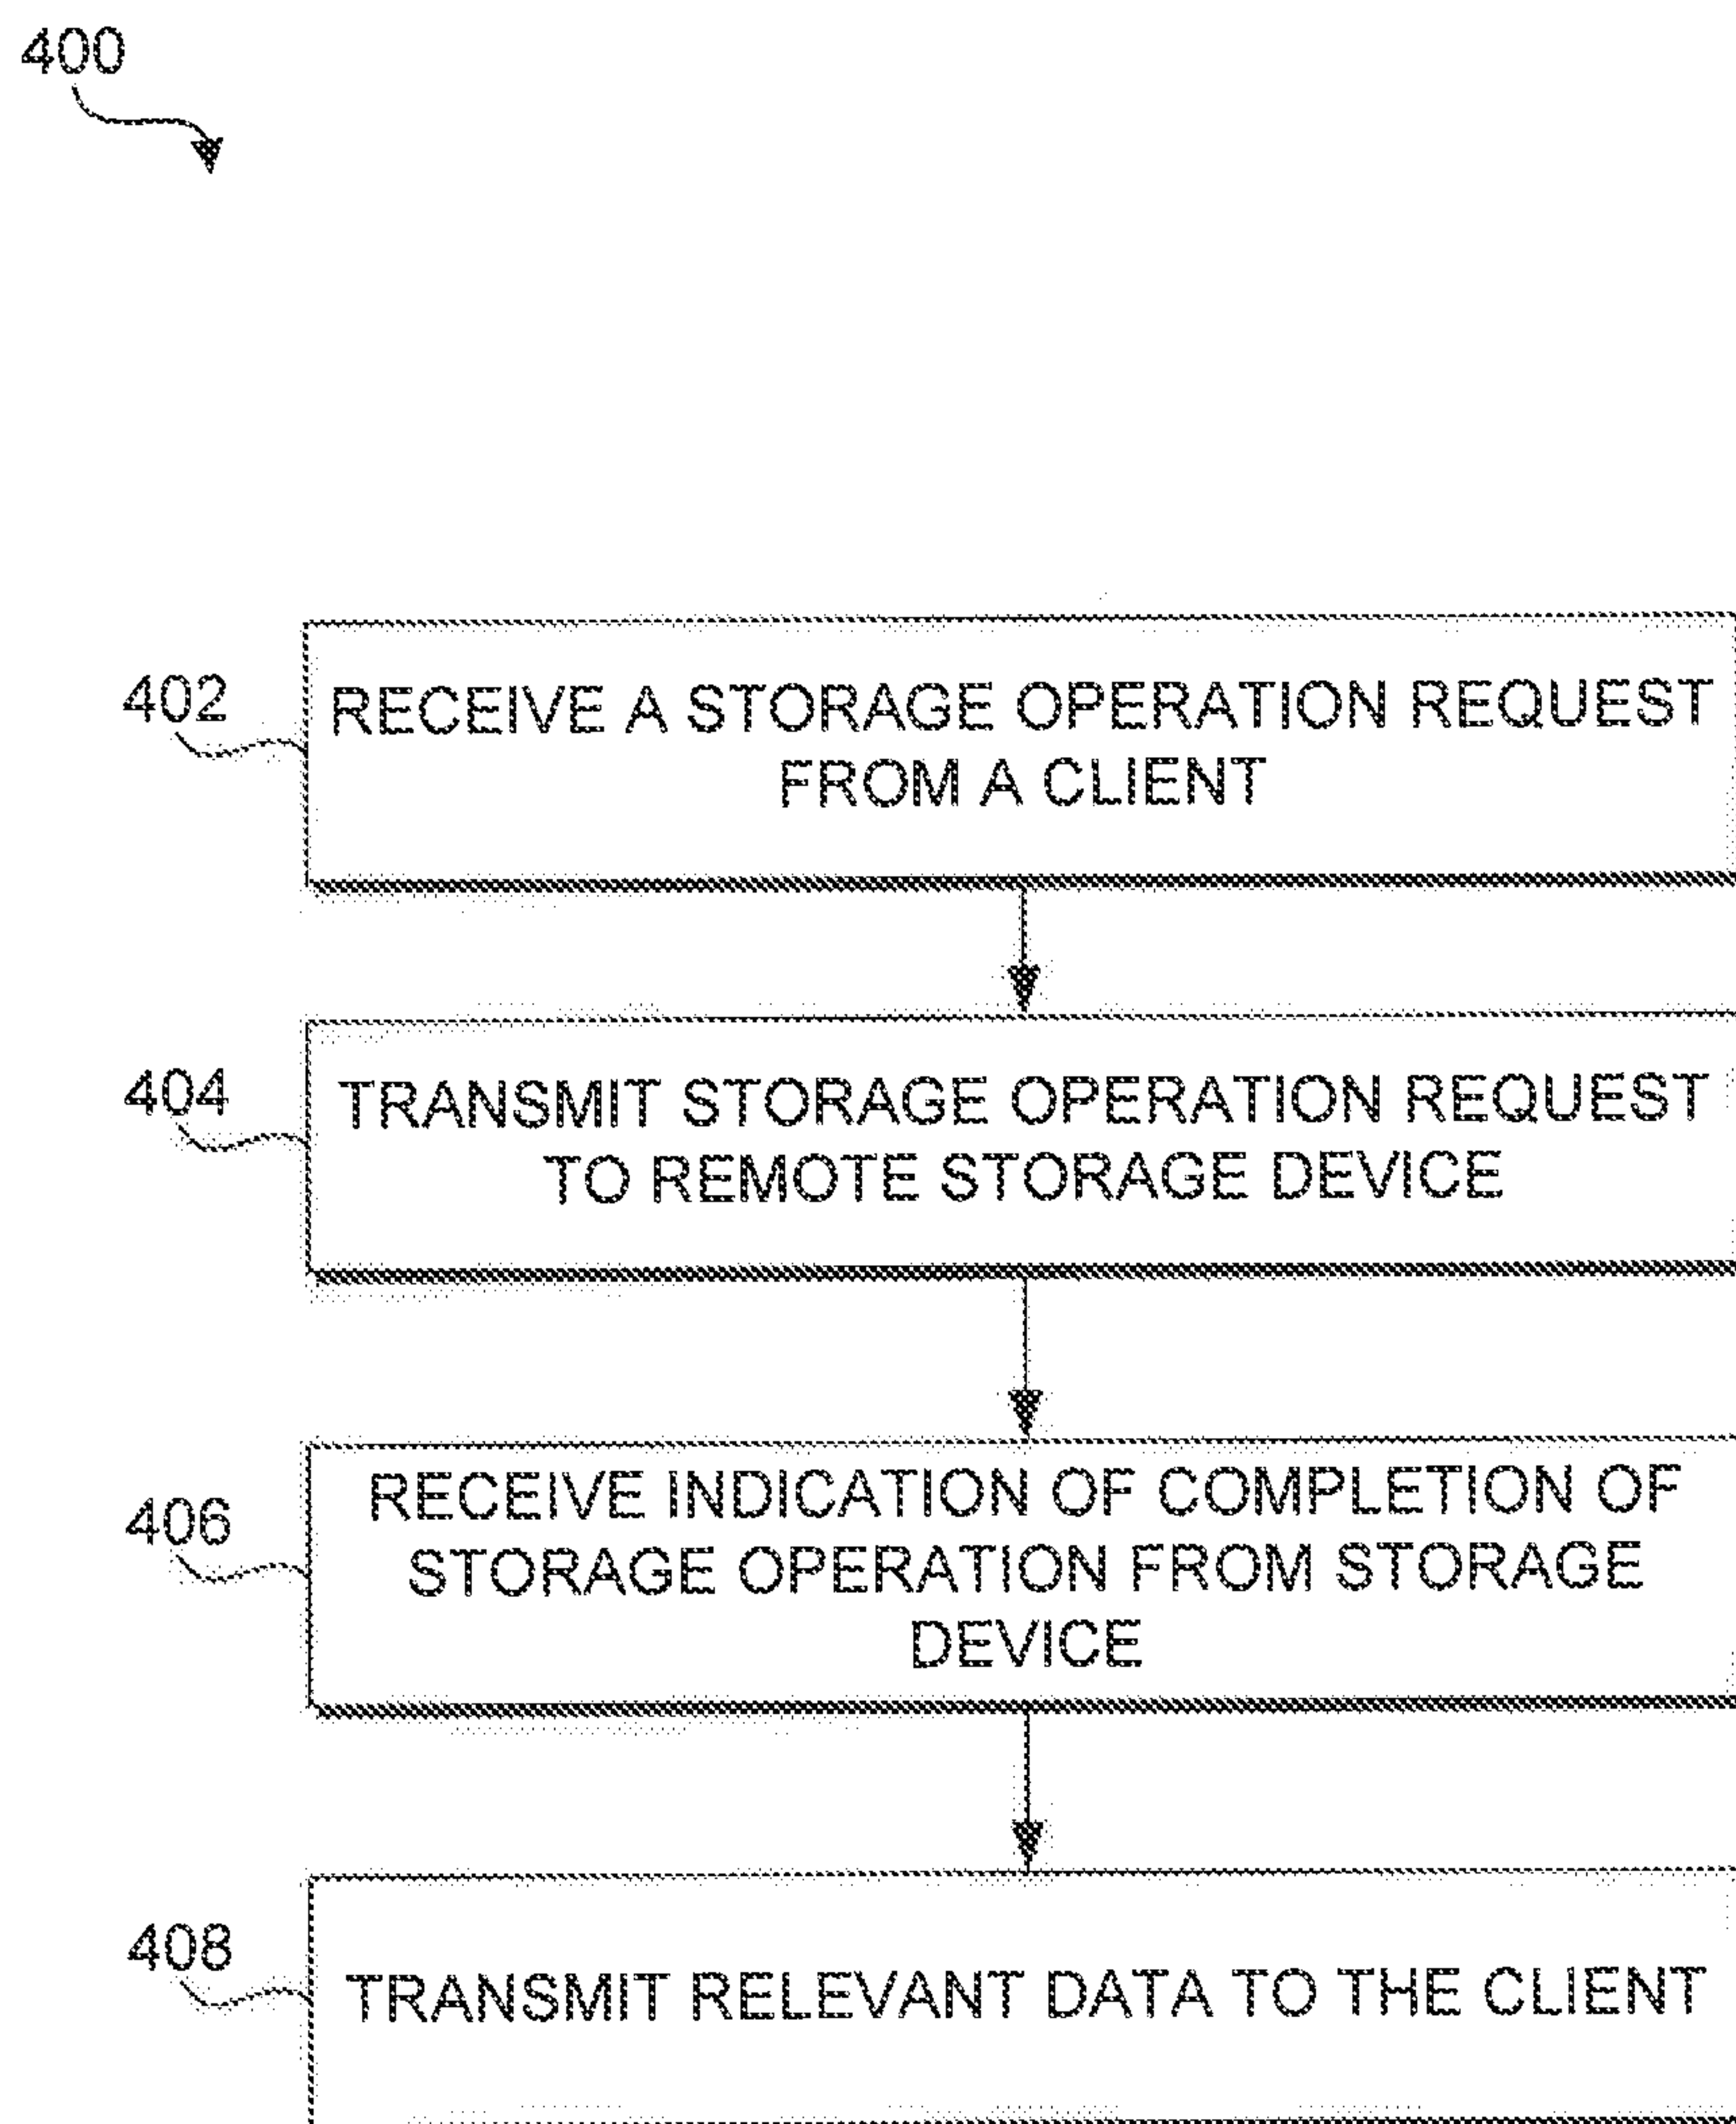 400
402
RECEIVE A STORAGE OPERATION REQUEST
FROM A CLIENT
404
TRANSMIT STORAGE OPERATION REQUEST
TO REMOTE STORAGE DEVICE
406
RECEIVE INDICATION OF COMPLETION OF
STORAGE OPERATION FROM STORAGE
DEVICE
408
TRANSMIT RELEVANT DATA TO THE CLIENT